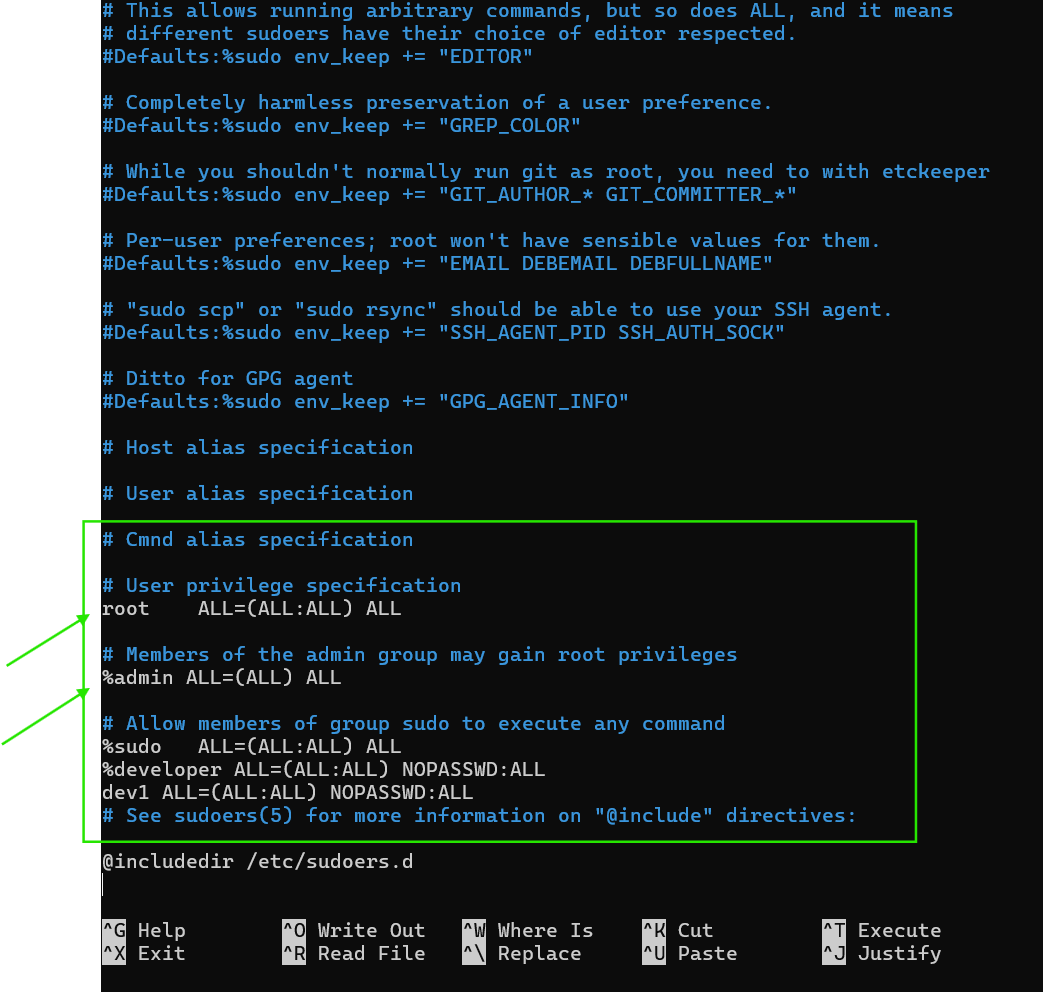 # This allows running arbitrary commands, but so does ALL, and it means
# different sudoers have their choice of editor respected.
#Defaults:%sudo env_keep += "EDITOR"
# Completely harmless preservation of a user preference.
#Defaults:%sudo env_keep += "GREP_COLOR"
# While you shouldn't normally run git as root, you need to with etckeeper
#Defaults:%sudo env_keep += "GIT_AUTHOR_* GIT_COMMITTER_*"
# Per-user preferences; root won't have sensible values for them.
#Defaults:%sudo env_keep += "EMAIL DEBEMAIL DEBFULLNAME"
# "sudo scp" or "sudo rsync" should be able to use your SSH agent.
#Defaults:%sudo env_keep += "SSH_AGENT_PID SSH_AUTH_SOCK"
# Ditto for GPG agent
#Defaults:%sudo env_keep += "GPG_AGENT_INFO"
# Host alias specification
# User alias specification
# Cmnd alias specification
# User privilege specification
root    ALL=(ALL:ALL) ALL
# Members of the admin group may gain root privileges
%admin ALL=(ALL) ALL
# Allow members of group sudo to execute any command
%sudo   ALL=(ALL:ALL) ALL
%developer ALL=(ALL:ALL) NOPASSWD:ALL
dev1 ALL=(ALL:ALL) NOPASSWD:ALL
# See sudoers(5) for more information on "@include" directives:
@includedir /etc/sudoers.d
^G Help ^O Write Out ^W Where Is ^K Cut ^T Execute
^X Exit ^R Read File ^\ Replace ^U Paste ^J Justify